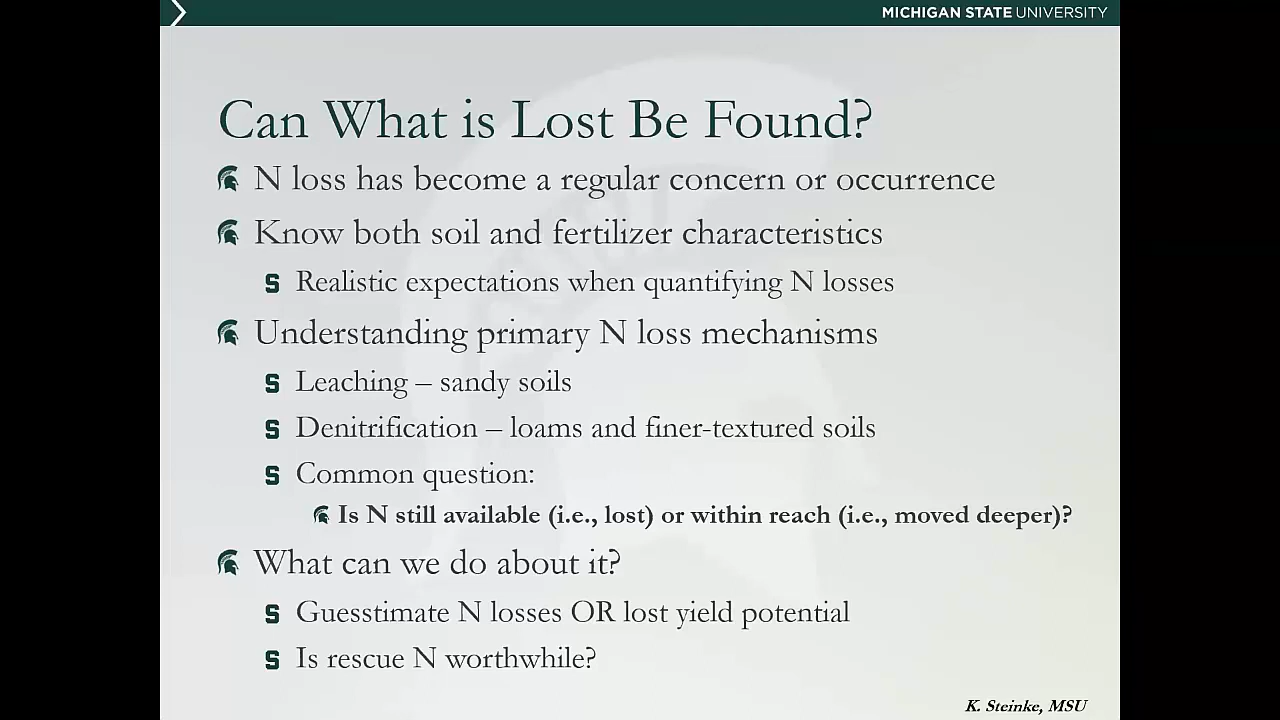 MICHIGAN STATE UNIVERSITY
Can What is Lost Be Found?
N loss has become a regular concern or occurrence
Know both soil and fertilizer characteristics
Realistic expectations when quantifying N losses
Understanding primary N loss mechanisms
Leaching – sandy soils
Denitrification – loams and finer-textured soils
Common question:
Is N still available (i.e., lost) or within reach (i.e., moved deeper)?
What can we do about it?
Guesstimate N losses OR lost yield potential
Is rescue N worthwhile?
K. Steinke, MSU